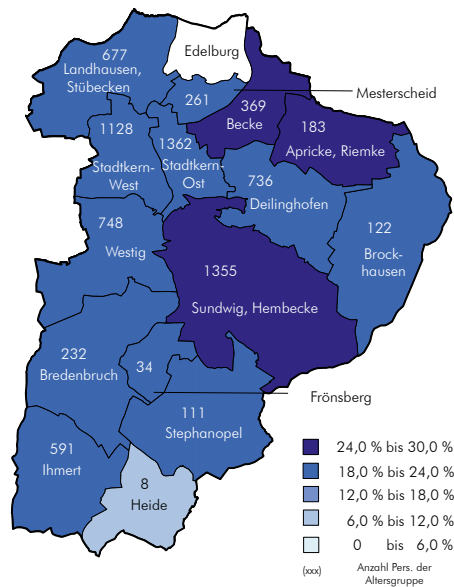 Edelburg
677
Landhausen,
Stübecken
261
Mesterscheid
369
Becke
183
Apricke, Riemke
1128
Stadtkern-
West
1362
Stadtkern-
Ost
736
Deilinghofen
122
Brock-
hausen
748
Westig
1355
Sundwig, Hembecke
232
Bredenbruch
34
Frönsberg
111
Stephanopel
591
Ihmert
8
Heide
24,0 % bis 30,0 %
18,0 % bis 24,0 %
12,0 % bis 18,0 %
6,0 % bis 12,0 %
0 bis 6,0 %
(xxx) Anzahl Pers. der
Altersgruppe